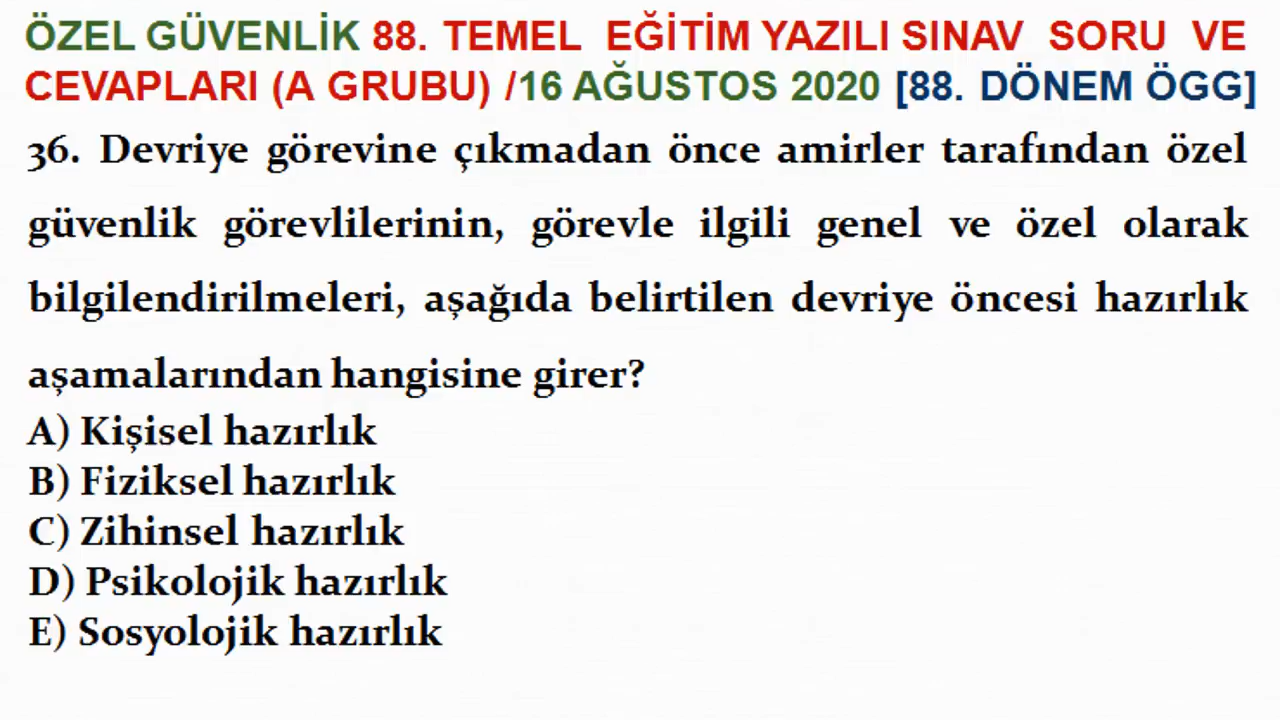 ÖZEL GÜVENLİK 88. TEMEL EĞİTİM YAZILI SINAV SORU VE
CEVAPLARI (A GRUBU) /16 AĞUSTOS 2020 [88. DÖNEM ÖGG]
36. Devriye görevine çıkmadan önce amirler tarafından özel
güvenlik görevlilerinin, görevle ilgili genel ve özel olarak
bilgilendirilmeleri, aşağıda belirtilen devriye öncesi hazırlık
aşamalarından hangisine girer?
A) Kişisel hazırlık
B) Fiziksel hazırlık
C) Zihinsel hazırlık
D) Psikolojik hazırlık
E) Sosyolojik hazırlık